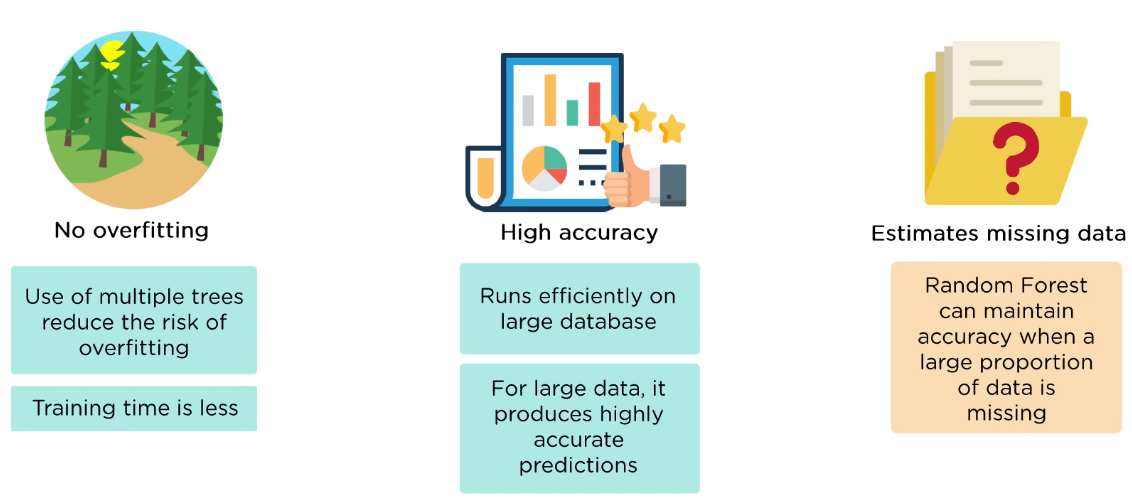 No overfitting
Use of multiple trees
reduce the risk of
overfitting
Training time is less
High accuracy
Runs efficiently on
large database
For large data, it
produces highly
accurate
predictions
Estimates missing data
Random Forest
can maintain
accuracy when a
large proportion
of data is
missing